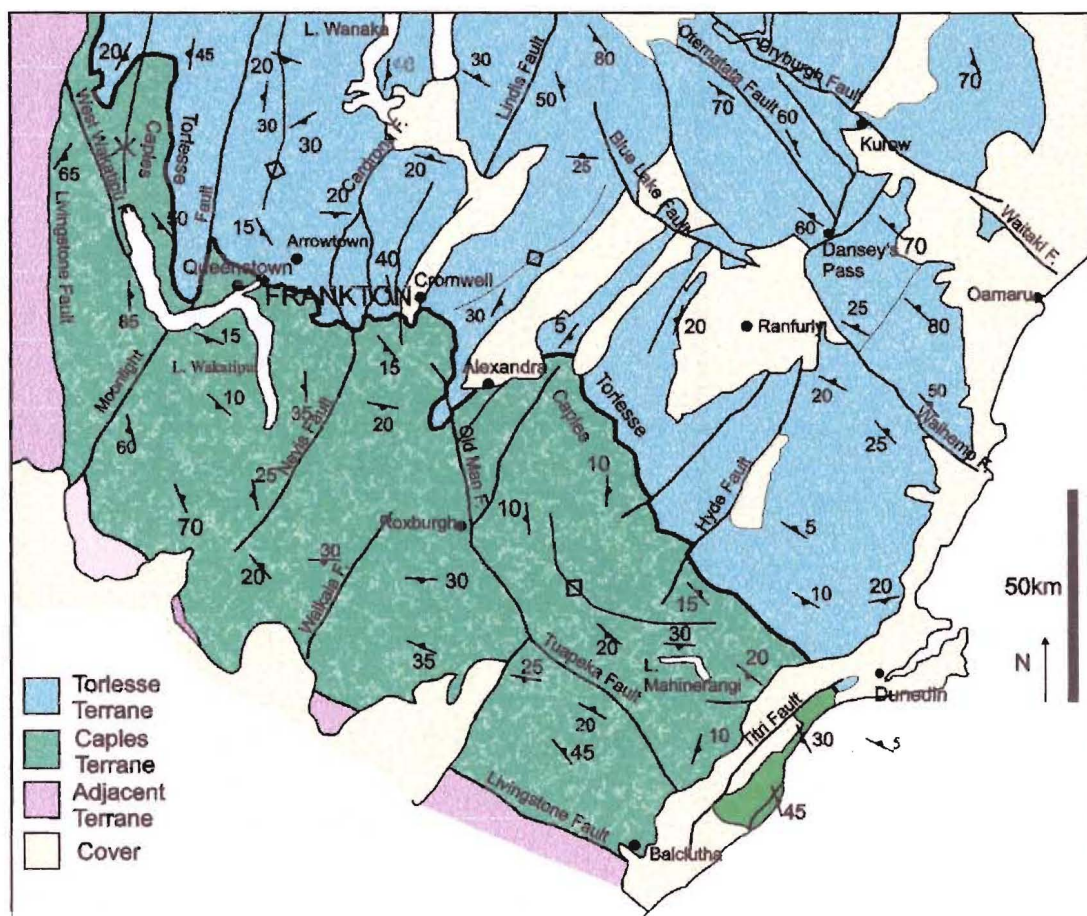 L. Wanaka
20
45
20
40
30
80
Otematata Fault
Dryburgh Fault
70
Lindis Fault
50
70
60
Kurow
West Wakatipu
Caples
Torlesse
30
30
Cardrona F.
20
25
Blue Lake Fault
Waitaki F.
65
Livingstone Fault
50
Fault
15
20
Arrowtown
40
60
Dansey's
Pass
70
Oamaru
Queenstown
FRANKTON
Cromwell
30
85
15
5
20
Ranfurly
25
80
L. Wakatipu
Moonlight
10
35
Nevis Fault
15
20
Alexandra
Caples
Torlesse
20
50
Waihemo F.
60
25
Old Man F.
10
10
Hyde Fault
25
70
Roxburgh
5
20
30
30
Waikaia F.
50km
15
10
20
35
25
Tuapeka Fault
20
30
L.
Mahinerangi
20
N
Dunedin
Torlesse
Terrane
Caples
Terrane
Adjacent
Terrane
Cover
20
45
10
Titri Fault
30
5
45
Livingstone Fault
Balclutha